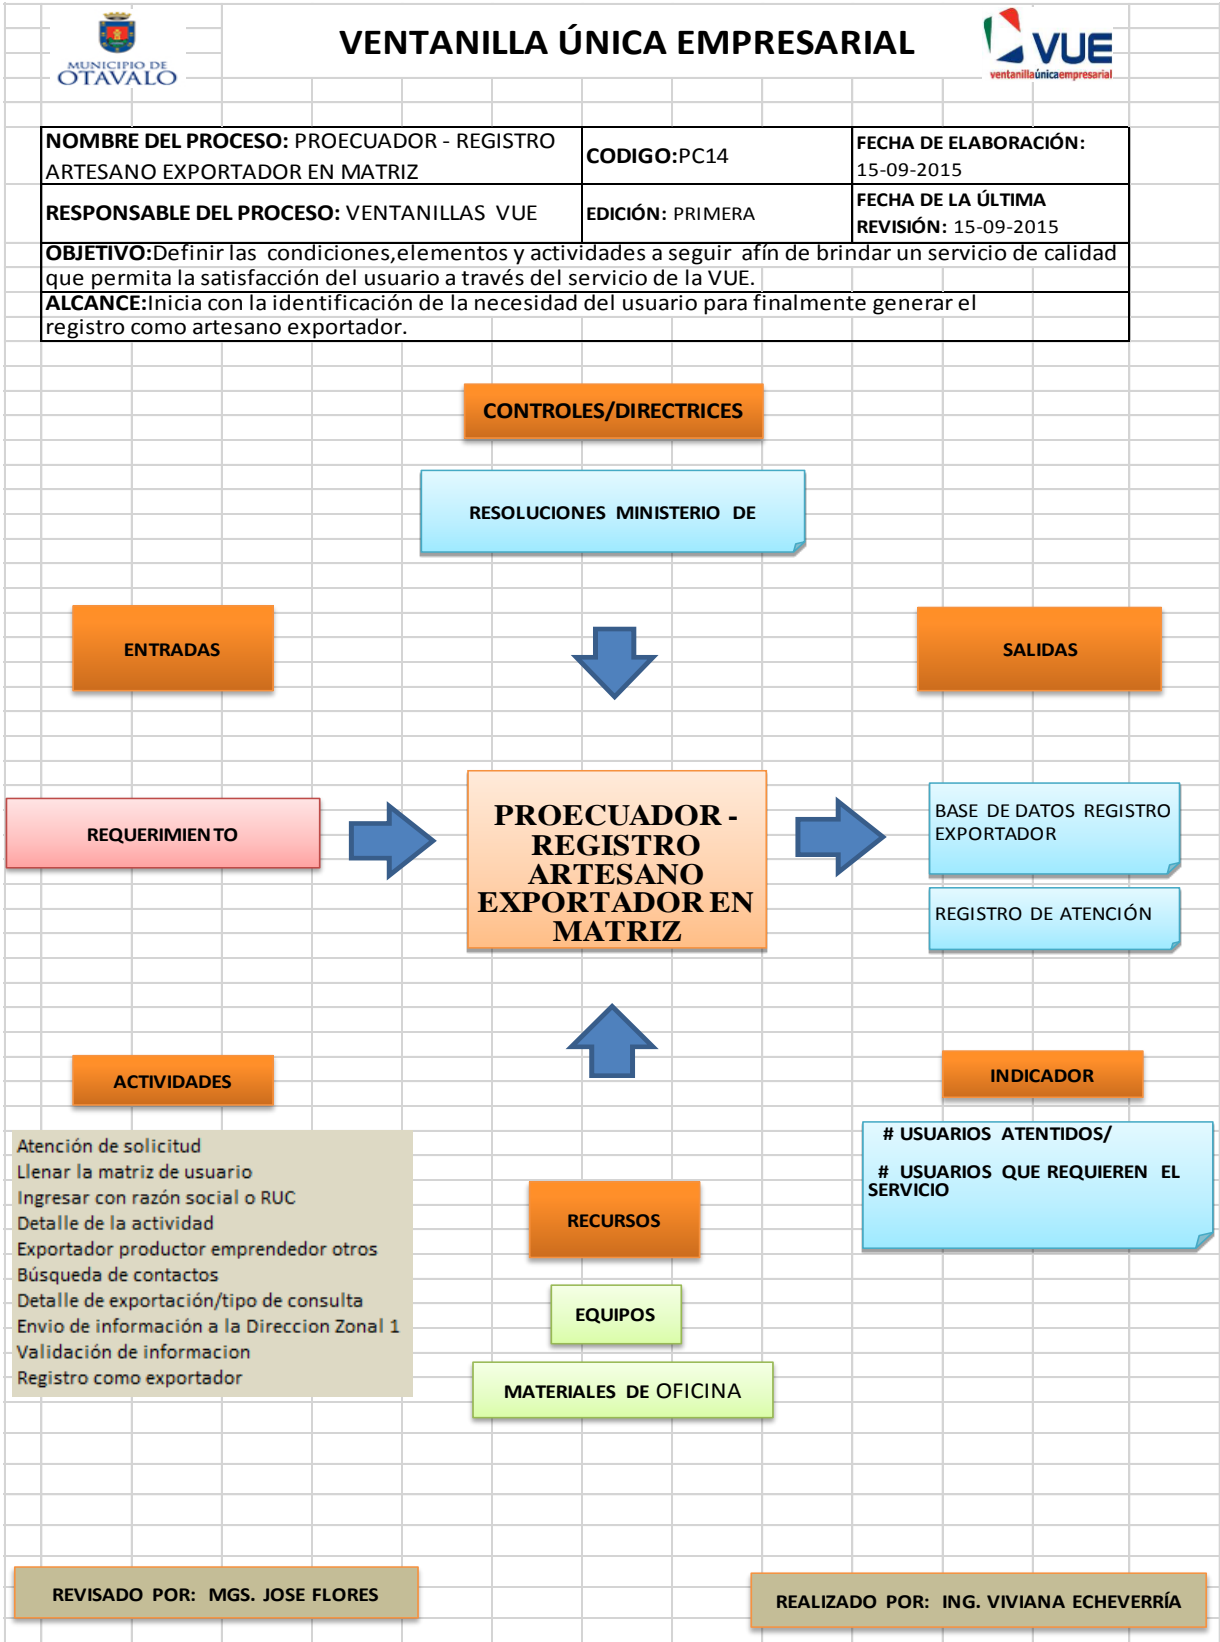 MUNICIPIO DE
OTAVALO
VENTANILLA ÚNICA EMPRESARIAL
VUE
ventanillaúnicaempresarial
NOMBRE DEL PROCESO: PROECUADOR - REGISTRO
ARTESANO EXPORTADOR EN MATRIZ
CODIGO:PC14
FECHA DE ELABORACIÓN:
15-09-2015
RESPONSABLE DEL PROCESO: VENTANILLAS VUE
EDICIÓN: PRIMERA
FECHA DE LA ÚLTIMA
REVISIÓN: 15-09-2015
OBJETIVO:Definir las condiciones,elementos y actividades a seguir afín de brindar un servicio de calidad
que permita la satisfacción del usuario a través del servicio de la VUE.
ALCANCE:Inicia con la identificación de la necesidad del usuario para finalmente generar el
registro como artesano exportador.
CONTROLES/DIRECTRICES
RESOLUCIONES MINISTERIO DE
ENTRADAS
SALIDAS
REQUERIMIENTO
PROECUADOR -
REGISTRO
ARTESANO
EXPORTADOR EN
MATRIZ
BASE DE DATOS REGISTRO
EXPORTADOR
REGISTRO DE ATENCIÓN
ACTIVIDADES
Atención de solicitud
Llenar la matriz de usuario
Ingresar con razón social o RUC
Detalle de la actividad
Exportador productor emprendedor otros
Búsqueda de contactos
Detalle de exportación/tipo de consulta
Envio de información a la Direccion Zonal 1
Validación de informacion
Registro como exportador
RECURSOS
EQUIPOS
MATERIALES DE OFICINA
INDICADOR
# USUARIOS ATENTIDOS/
# USUARIOS QUE REQUIEREN EL
SERVICIO
REVISADO POR: MGS. JOSE FLORES
REALIZADO POR: ING. VIVIANA ECHEVERRÍA